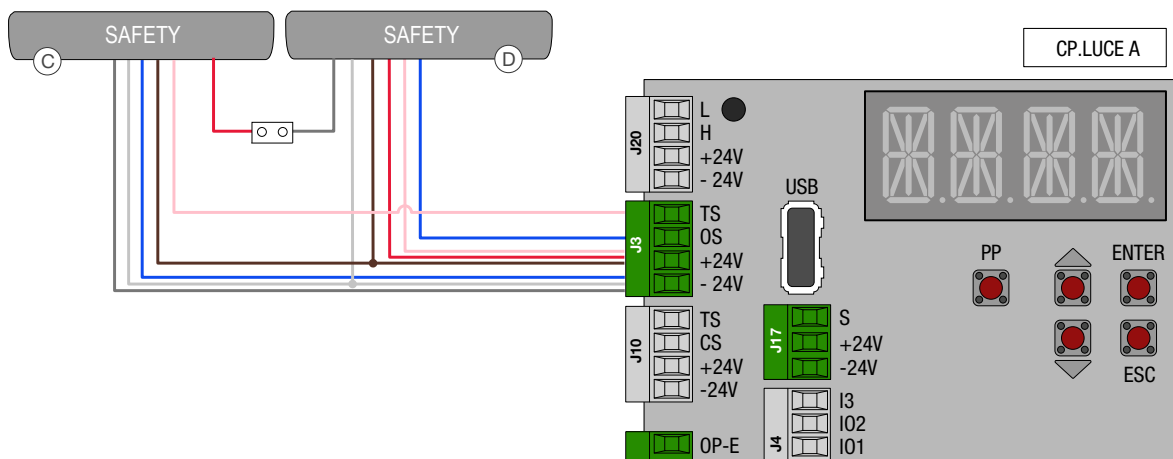 SAFETY
C
SAFETY
D
CP.LUCE A
J20
L
H
+24V
- 24V
USB
J3
TS
OS
+24V
- 24V
PP
ENTER
ESC
J10
TS
CS
+24V
-24V
J17
S
+24V
-24V
J4
I3
IO2
IO1
OP-E